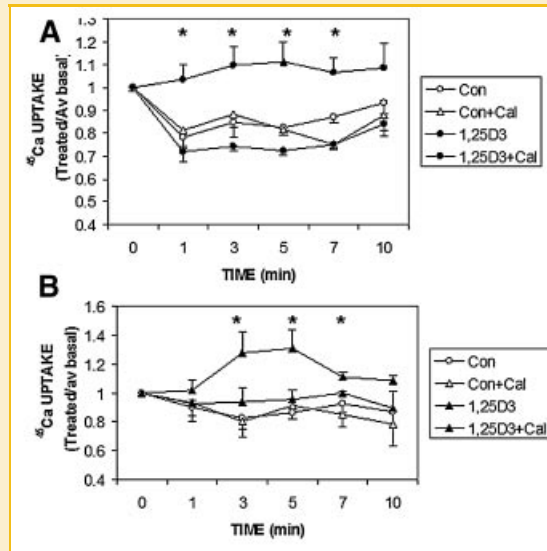 A
1.3
1.2
1.1
1
0.9
0.8
0.7
0.6
0.5
0.4
* * * *
⁴⁵Ca UPTAKE
(Treated/Av basal)
0 1 3 5 7 10
TIME (min)
Con
Con+Cal
1,25D3
1,25D3+Cal
B
1.6
1.4
1.2
1
0.8
0.6
0.4
* * *
⁴⁵Ca UPTAKE
(Treated/av basal)
0 1 3 5 7 10
TIME (min)
Con
Con+Cal
1,25D3
1,25D3+Cal